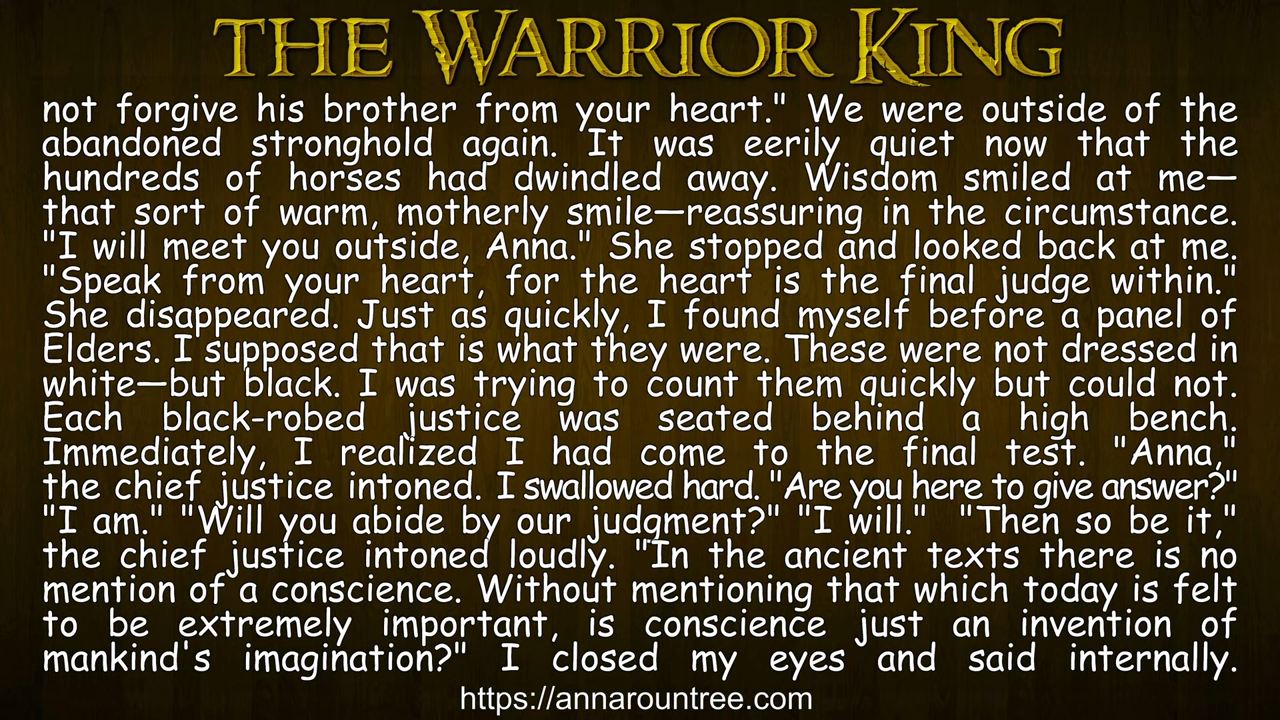 THE WARRIOR KING
not forgive his brother from your heart." We were outside of the
abandoned stronghold again. It was eerily quiet now that the
hundreds of horses had dwindled away. Wisdom smiled at me—
that sort of warm, motherly smile—reassuring in the circumstance.
"I will meet you outside, Anna." She stopped and looked back at me.
"Speak from your heart, for the heart is the final judge within."
She disappeared. Just as quickly, I found myself before a panel of
Elders. I supposed that is what they were. These were not dressed in
white—but black. I was trying to count them quickly but could not.
Each black-robed justice was seated behind a high bench.
Immediately, I realized I had come to the final test. "Anna,"
the chief justice intoned. I swallowed hard. "Are you here to give answer?"
"I am." "Will you abide by our judgment?" "I will." "Then so be it,"
the chief justice intoned loudly. "In the ancient texts there is no
mention of a conscience. Without mentioning that which today is felt
to be extremely important, is conscience just an invention of
mankind's imagination?" I closed my eyes and said internally.
https://annarountree.com